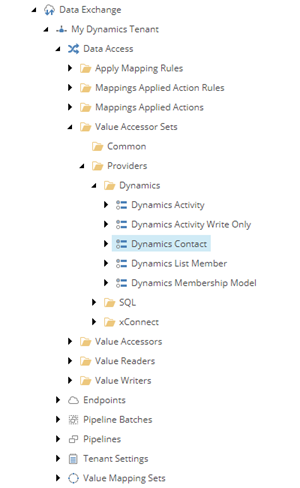 Data Exchange
My Dynamics Tenant
Data Access
Apply Mapping Rules
Mappings Applied Action Rules
Mappings Applied Actions
Value Accessor Sets
Common
Providers
Dynamics
Dynamics Activity
Dynamics Activity Write Only
Dynamics Contact
Dynamics List Member
Dynamics Membership Model
SQL
xConnect
Value Accessors
Value Readers
Value Writers
Endpoints
Pipeline Batches
Pipelines
Tenant Settings
Value Mapping Sets